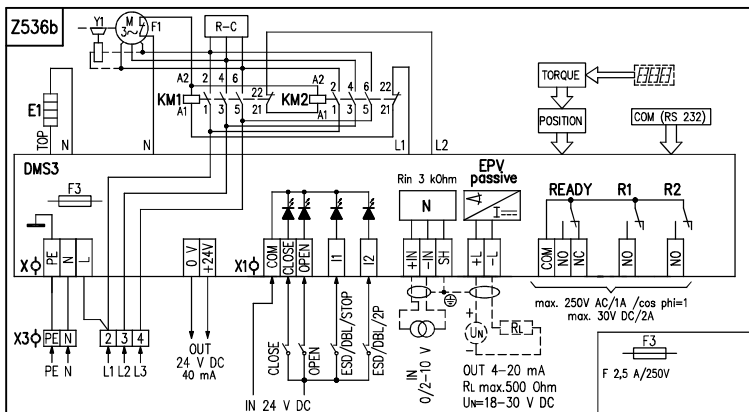 Z536b
Y1
M
3~
F1
R-C
A2
2 4 6
22
KM1
A1
1 3 5
21
A2
2 4 6
22
KM2
A1
1 3 5
21
E1
TOP
N
N
L1
L2
TORQUE
POSITION
COM (RS 232)
DMS3
F3
Rin 3 kOhm
N
EPV
passive
I
READY
R1
R2
X
PE
N
L
0 V
+24V
X1
COM
CLOSE
OPEN
I1
I2
+IN
-IN
SH
+L
-L
COM
NO
NC
NO
NO
max. 250V AC/1A /cos phi=1
max. 30V DC/2A
X3
PE N
2 3 4
PE N
L1 L2 L3
OUT
24 V DC
40 mA
CLOSE
OPEN
ESD/DBL/STOP
ESD/DBL/2P
IN 24 V DC
IN
0/2-10 V
+
UN
-
RL
OUT 4-20 mA
RL max.500 Ohm
UN=18-30 V DC
F3
F 2,5 A/250V